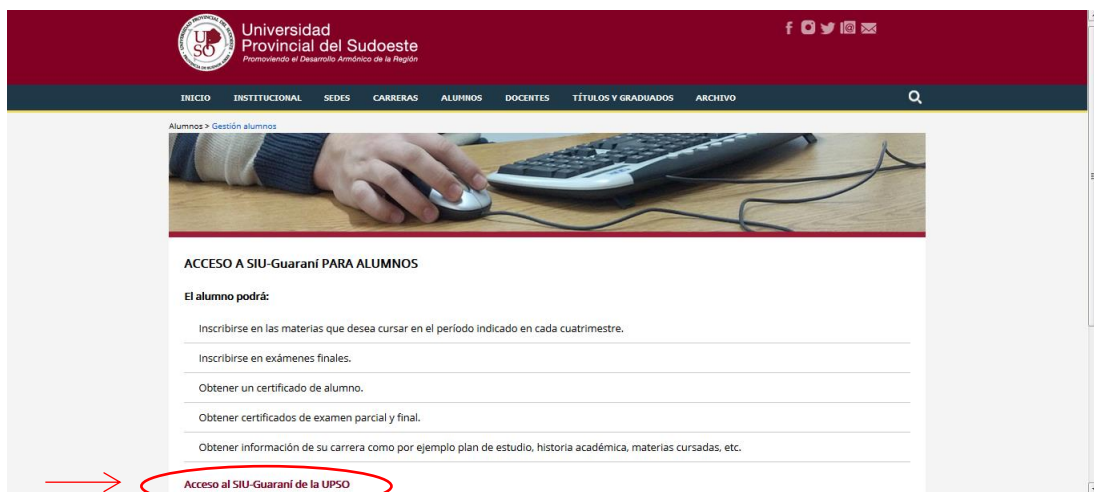 Universidad
Provincial del Sudoeste
Promoviendo el Desarrollo Armónico de la Región
INICIO INSTITUCIONAL SEDES CARRERAS ALUMNOS DOCENTES TÍTULOS Y GRADUADOS ARCHIVO
Alumnos > Gestión alumnos
ACCESO A SIU-Guaraní PARA ALUMNOS
El alumno podrá:
Inscribirse en las materias que desea cursar en el período indicado en cada cuatrimestre.
Inscribirse en exámenes finales.
Obtener un certificado de alumno.
Obtener certificados de examen parcial y final.
Obtener información de su carrera como por ejemplo plan de estudio, historia académica, materias cursadas, etc.
Acceso al SIU-Guaraní de la UPSO